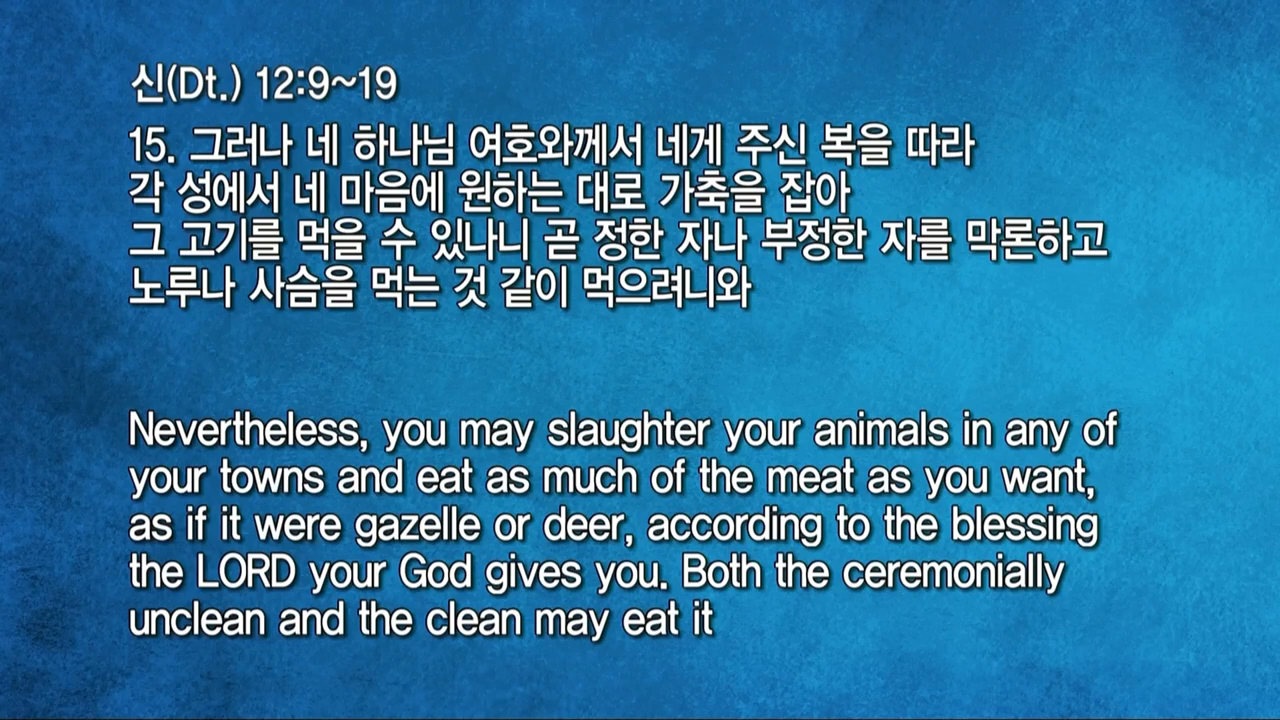 신(Dt.) 12:9~19
15. 그러나 네 하나님 여호와께서 네게 주신 복을 따라
각 성에서 네 마음에 원하는 대로 가축을 잡아
그 고기를 먹을 수 있나니 곧 정한 자나 부정한 자를 막론하고
노루나 사슴을 먹는 것 같이 먹으려니와
Nevertheless, you may slaughter your animals in any of
your towns and eat as much of the meat as you want,
as if it were gazelle or deer, according to the blessing
the LORD your God gives you. Both the ceremonially
unclean and the clean may eat it